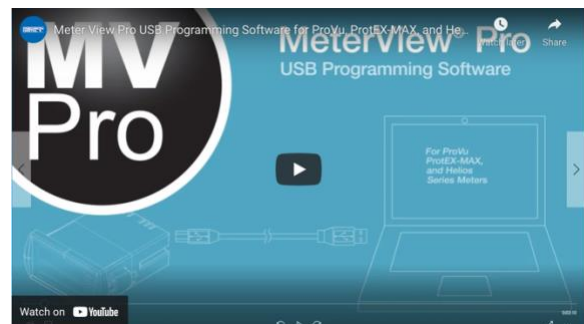 Meter View Pro USB Programming Software for ProVu, ProtEX-MAX, and He...
Watch later
Share
MeterView Pro
USB Programming Software
MV
Pro
For ProVu
ProtEX-MAX,
and Helios
Series Meters
Watch on YouTube